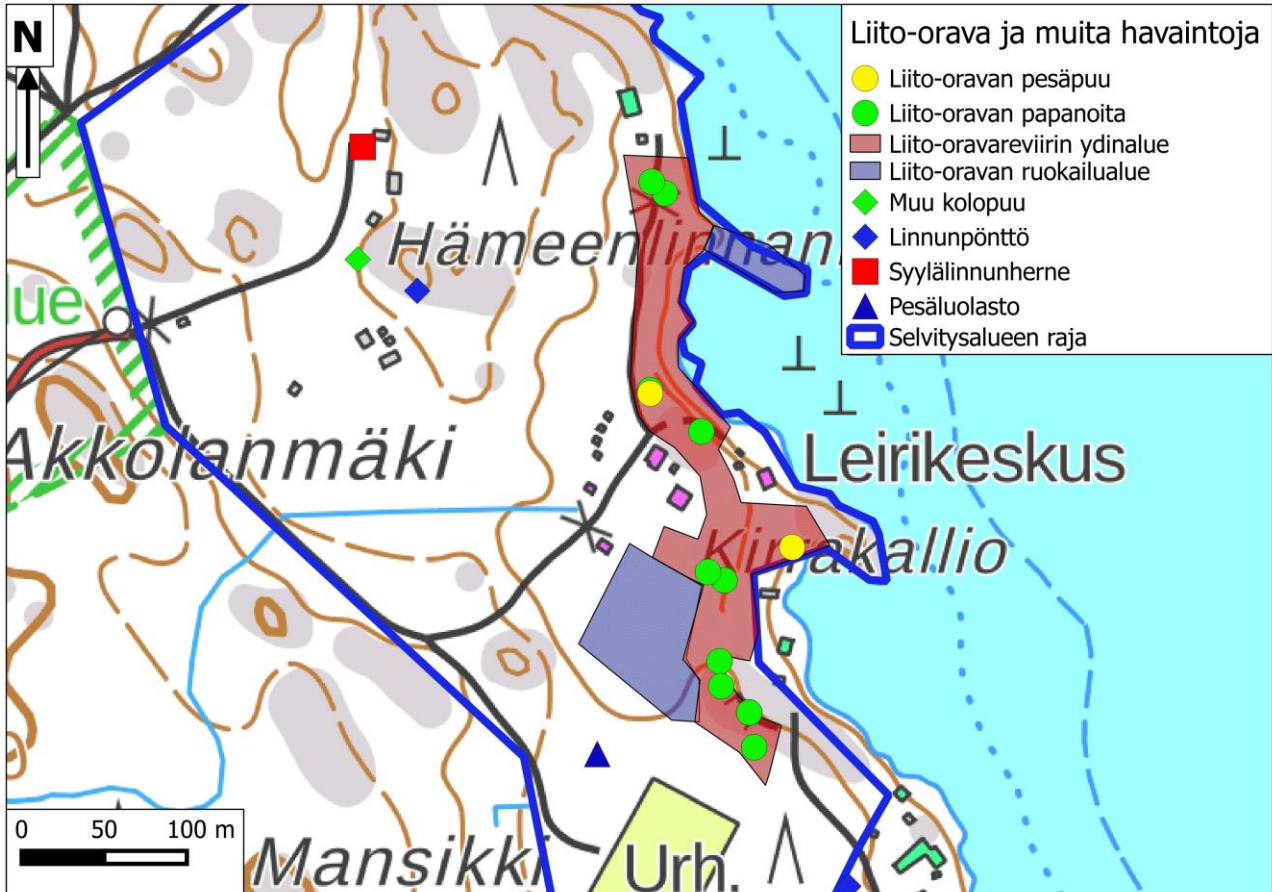 N
Liito-orava ja muita havaintoja
Liito-oravan pesäpuu
Liito-oravan papanoita
Liito-oravareviirin ydinalue
Liito-oravan ruokailualue
Muu kolopuu
Linnunpönttö
Syylälinnunherne
Pesäluolasto
Selvitysalueen raja
Hämeenlinnan
lue
Akkolanmäki
Leirikeskus
Kirrakallio
0 50 100 m
Mansikki
Urh.